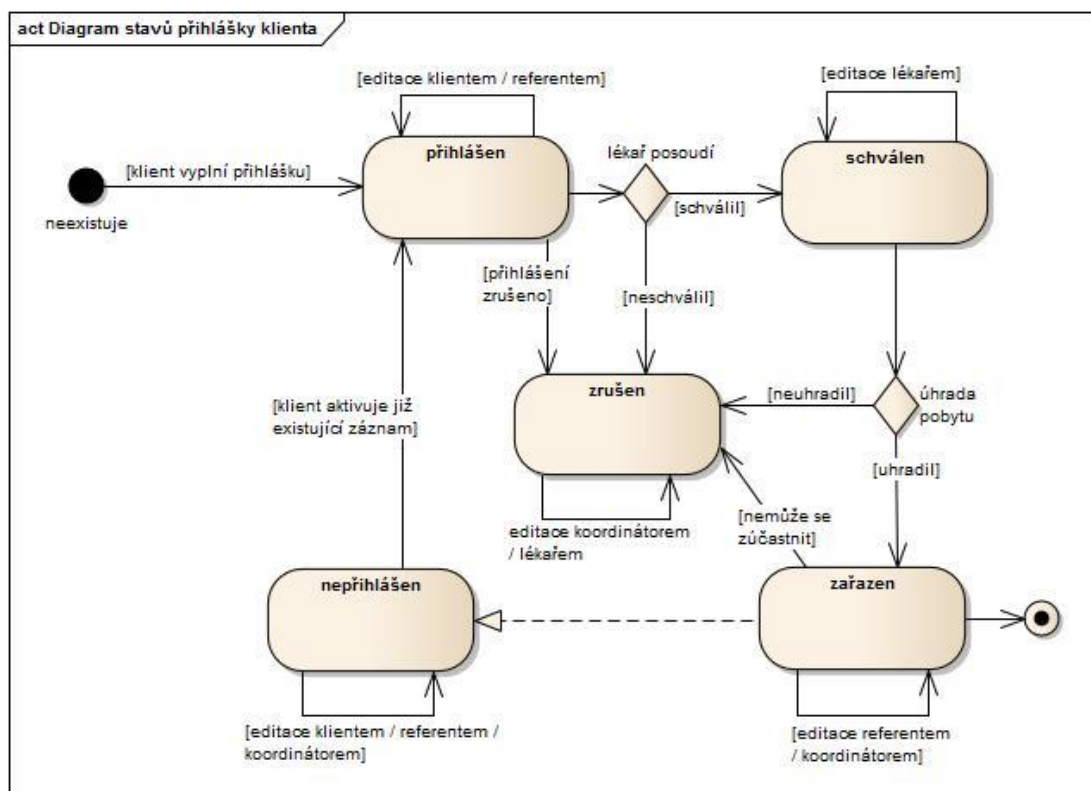 act Diagram stavů přihlášky klienta
[editace klientem / referentem]
[editace lékařem]
přihlášen
lékař posoudí
schválen
[klient vyplní přihlášku]
[schválil]
neexistuje
[přihlášení
zrušeno]
[neschválil]
zrušen
[neuhradil]
úhrada
pobytu
[klient aktivuje již
existující záznam]
[uhradil]
editace koordinátorem
/ lékařem
[nemůže se
zúčastnit]
nepřihlášen
zařazen
[editace klientem / referentem /
koordinátorem]
[editace referentem
/ koordinátorem]